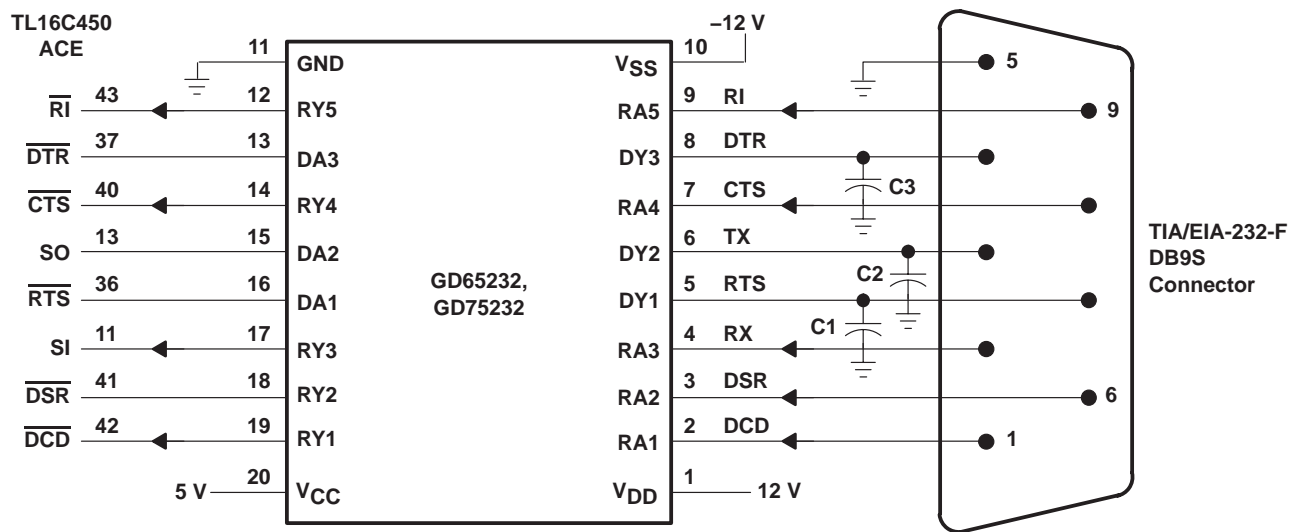 TL16C450
ACE
–12 V
11 GND VSS 10 5
RI 43 12 RY5 RA5 9 RI 9
DTR 37 13 DA3 DY3 8 DTR
C3
CTS 40 14 RY4 RA4 7 CTS
SO 13 15 DA2 DY2 6 TX
TIA/EIA-232-F
DB9S
Connector
GD65232,
GD75232
C2
RTS 36 16 DA1 DY1 5 RTS
C1
SI 11 17 RY3 RA3 4 RX
DSR 41 18 RY2 RA2 3 DSR 6
DCD 42 19 RY1 RA1 2 DCD 1
5 V 20 VCC VDD 1 12 V